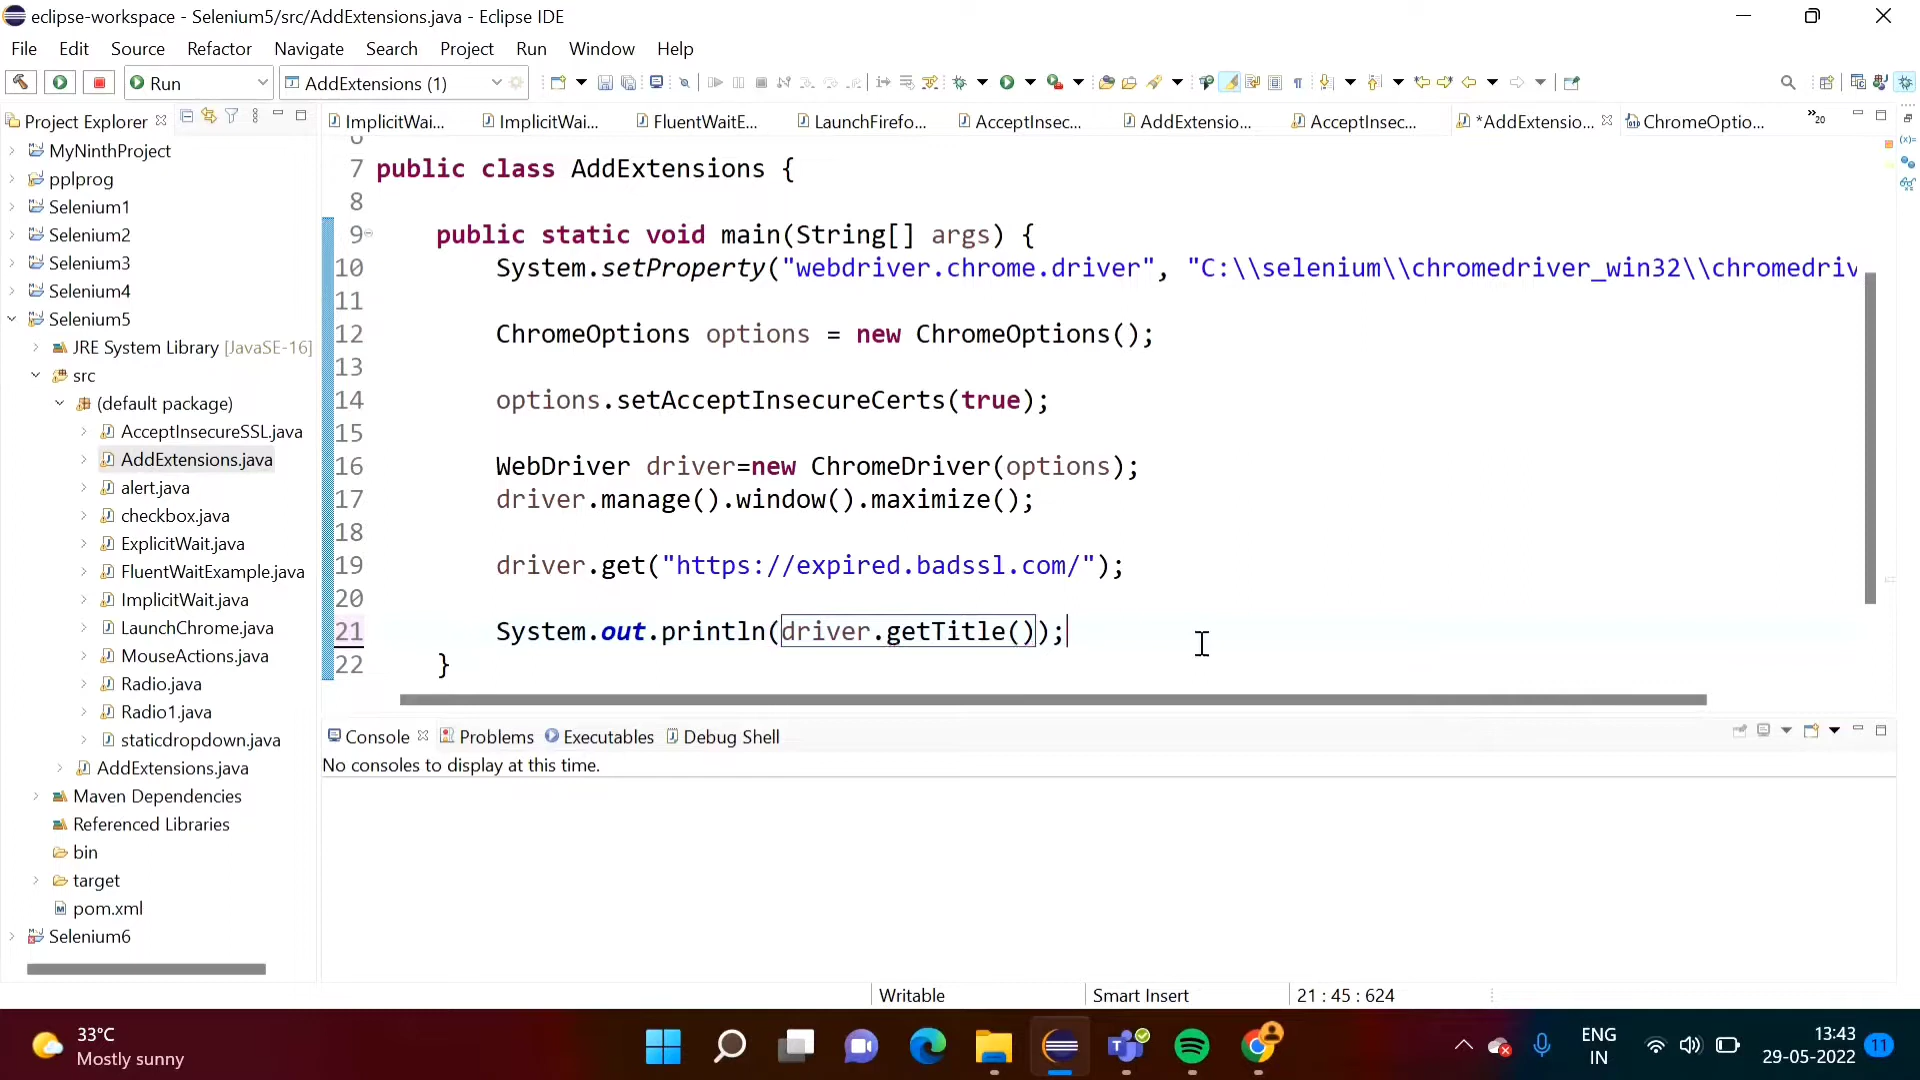 eclipse-workspace - Selenium5/src/AddExtensions.java - Eclipse IDE
File Edit Source Refactor Navigate Search Project Run Window Help
Run AddExtensions (1)
Project Explorer
MyNinthProject
pplprog
Selenium1
Selenium2
Selenium3
Selenium4
Selenium5
JRE System Library [JavaSE-16]
src
(default package)
AcceptInsecureSSL.java
AddExtensions.java
alert.java
checkbox.java
ExplicitWait.java
FluentWaitExample.java
ImplicitWait.java
LaunchChrome.java
MouseActions.java
Radio.java
Radio1.java
staticdropdown.java
AddExtensions.java
Maven Dependencies
Referenced Libraries
bin
target
pom.xml
Selenium6
ImplicitWai... ImplicitWai... FluentWaitE... LaunchFirefo... AcceptInsec... AddExtensio... AcceptInsec... *AddExtensio... ChromeOptio... »20
7 public class AddExtensions {
8
9 public static void main(String[] args) {
10 System.setProperty("webdriver.chrome.driver", "C:\\selenium\\chromedriver_win32\\chromedriv
11
12 ChromeOptions options = new ChromeOptions();
13
14 options.setAcceptInsecureCerts(true);
15
16 WebDriver driver=new ChromeDriver(options);
17 driver.manage().window().maximize();
18
19 driver.get("https://expired.badssl.com/");
20
21 System.out.println(driver.getTitle());
22 }
Console Problems Executables Debug Shell
No consoles to display at this time.
Writable Smart Insert 21 : 45 : 624
33°C
Mostly sunny
ENG
IN
13:43
29-05-2022
11